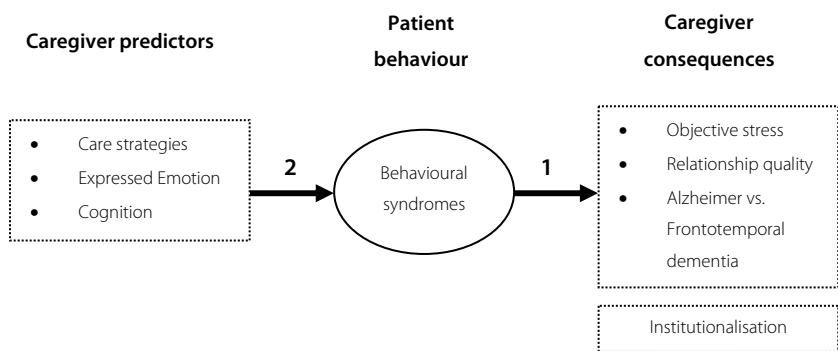 Caregiver predictors
Patient
behaviour
Caregiver
consequences
• Care strategies
• Expressed Emotion
• Cognition
2
Behavioural
syndromes
1
• Objective stress
• Relationship quality
• Alzheimer vs.
Frontotemporal
dementia
Institutionalisation